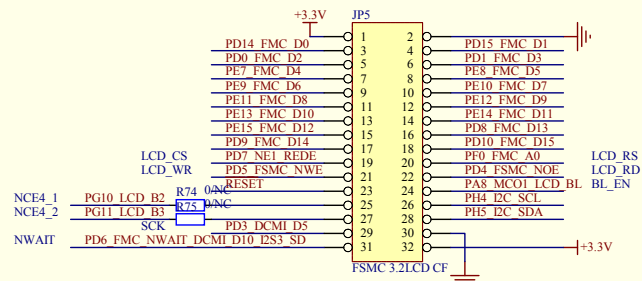 +3.3V JP5
1 2
PD14_FMC_D0 3 4 PD15_FMC_D1
PD0_FMC_D2 5 6 PD1_FMC_D3
PE7_FMC_D4 7 8 PE8_FMC_D5
PE9_FMC_D6 9 10 PE10_FMC_D7
PE11_FMC_D8 11 12 PE12_FMC_D9
PE13_FMC_D10 13 14 PE14_FMC_D11
PE15_FMC_D12 15 16 PD8_FMC_D13
PD9_FMC_D14 17 18 PD10_FMC_D15
LCD_CS PD7_NE1_REDE 19 20 PF0_FMC_A0 LCD_RS
LCD_WR PD5_FSMC_NWE 21 22 PD4_FSMC_NOE LCD_RD
RESET 23 24 PA8_MCO1_LCD_BL BL_EN
NCE4_1 PG10_LCD_B2 R74 0/NC 25 26 PH4_I2C_SCL
NCE4_2 PG11_LCD_B3 R75 0/NC 27 28 PH5_I2C_SDA
SCK PD3_DCMI_D5 29 30
NWAIT PD6_FMC_NWAIT_DCMI_D10_I2S3_SD 31 32 +3.3V
FSMC 3.2LCD CF